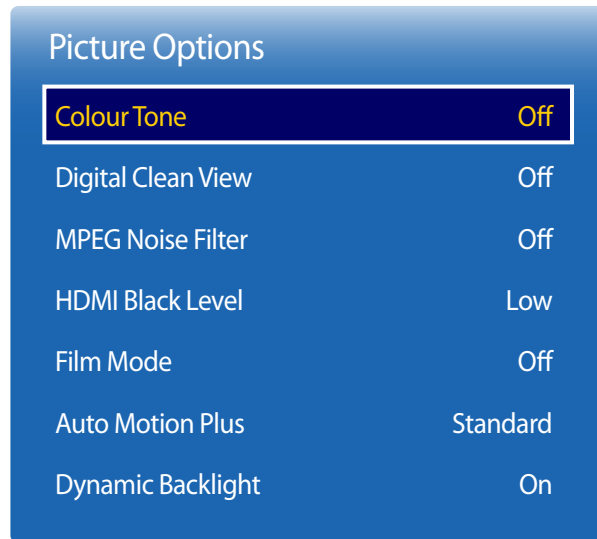 Picture Options
Colour Tone Off
Digital Clean View Off
MPEG Noise Filter Off
HDMI Black Level Low
Film Mode Off
Auto Motion Plus Standard
Dynamic Backlight On